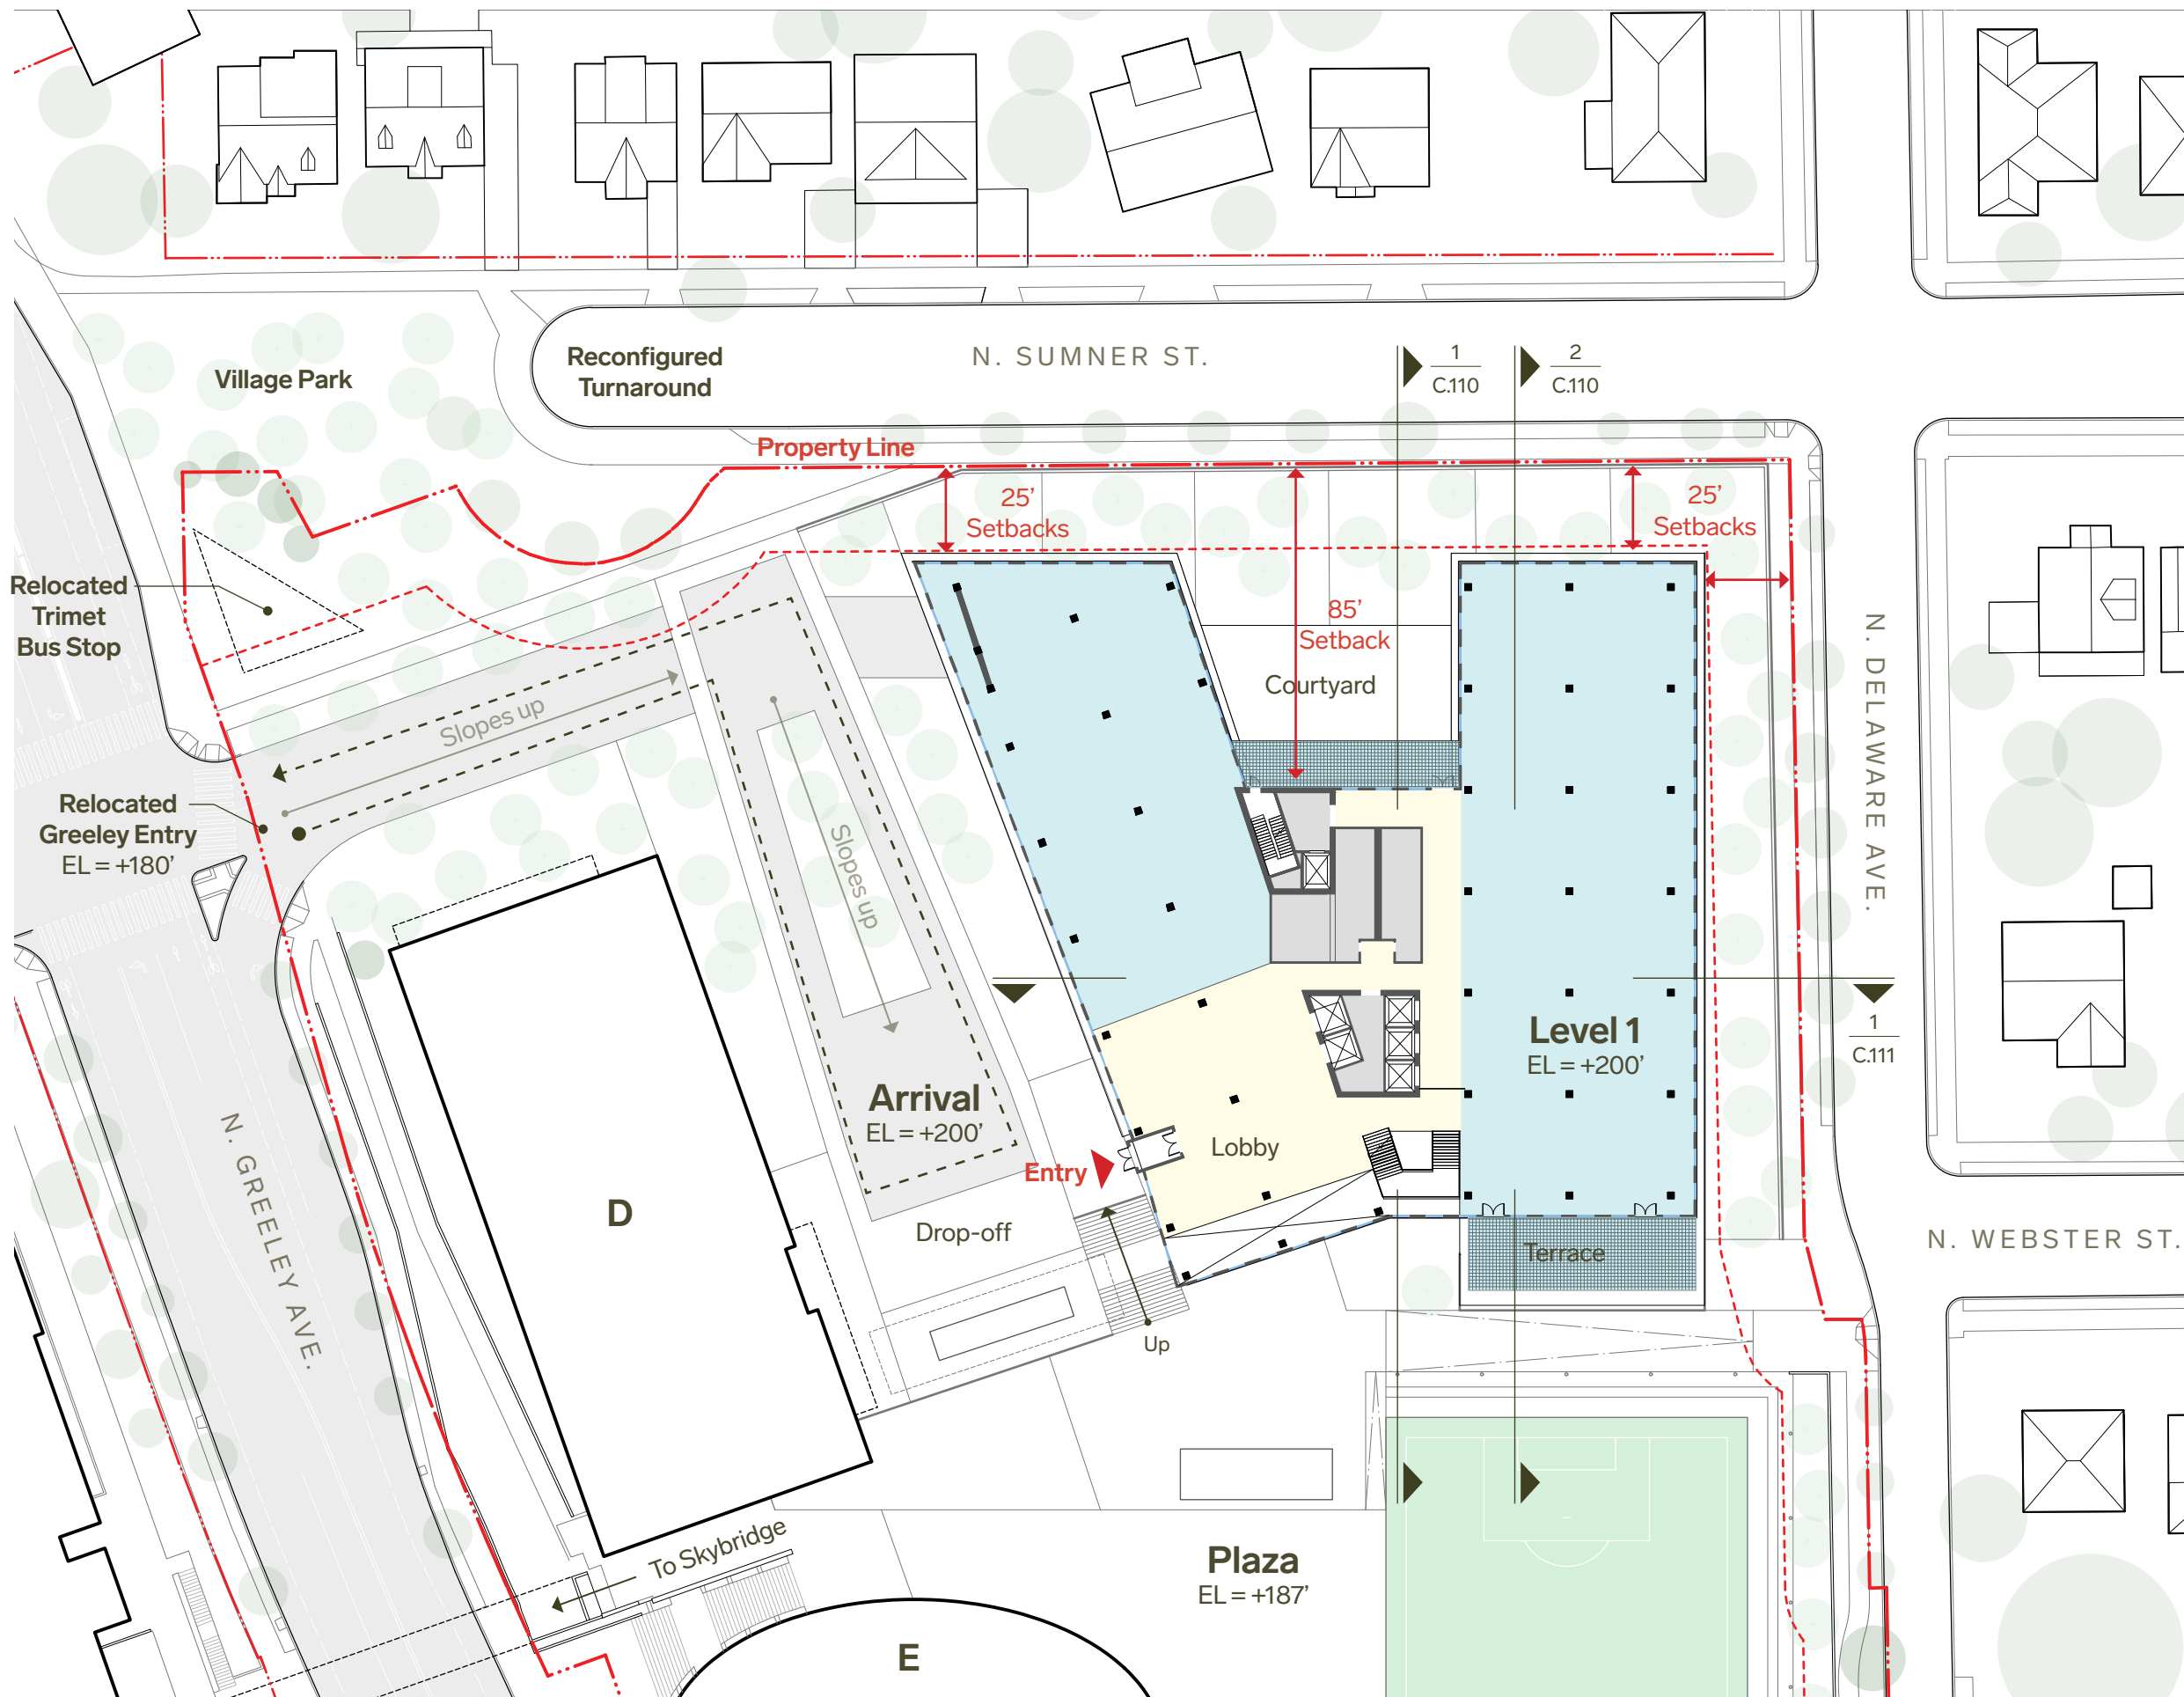 Village Park
Reconfigured
Turnaround
N. SUMNER ST.
1
C.110
2
C.110
Property Line
25’
Setbacks
25’
Setbacks
85’
Setback
Courtyard
Relocated
Trimet
Bus Stop
Slopes up
Relocated
Greeley Entry
EL = +180’
Slopes up
N. DELAWARE AVE.
Level 1
EL = +200’
1
C.111
Arrival
EL = +200’
Entry
Lobby
Drop-off
Terrace
N. WEBSTER ST.
N. GREELEY AVE.
D
Up
To Skybridge
Plaza
EL = +187’
E